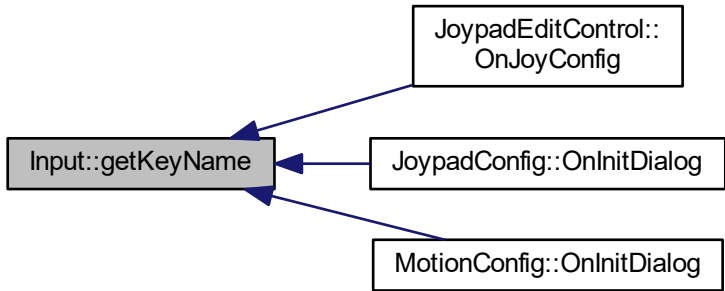 JoypadEditControl::
OnJoyConfig
Input::getKeyName
JoypadConfig::OnInitDialog
MotionConfig::OnInitDialog